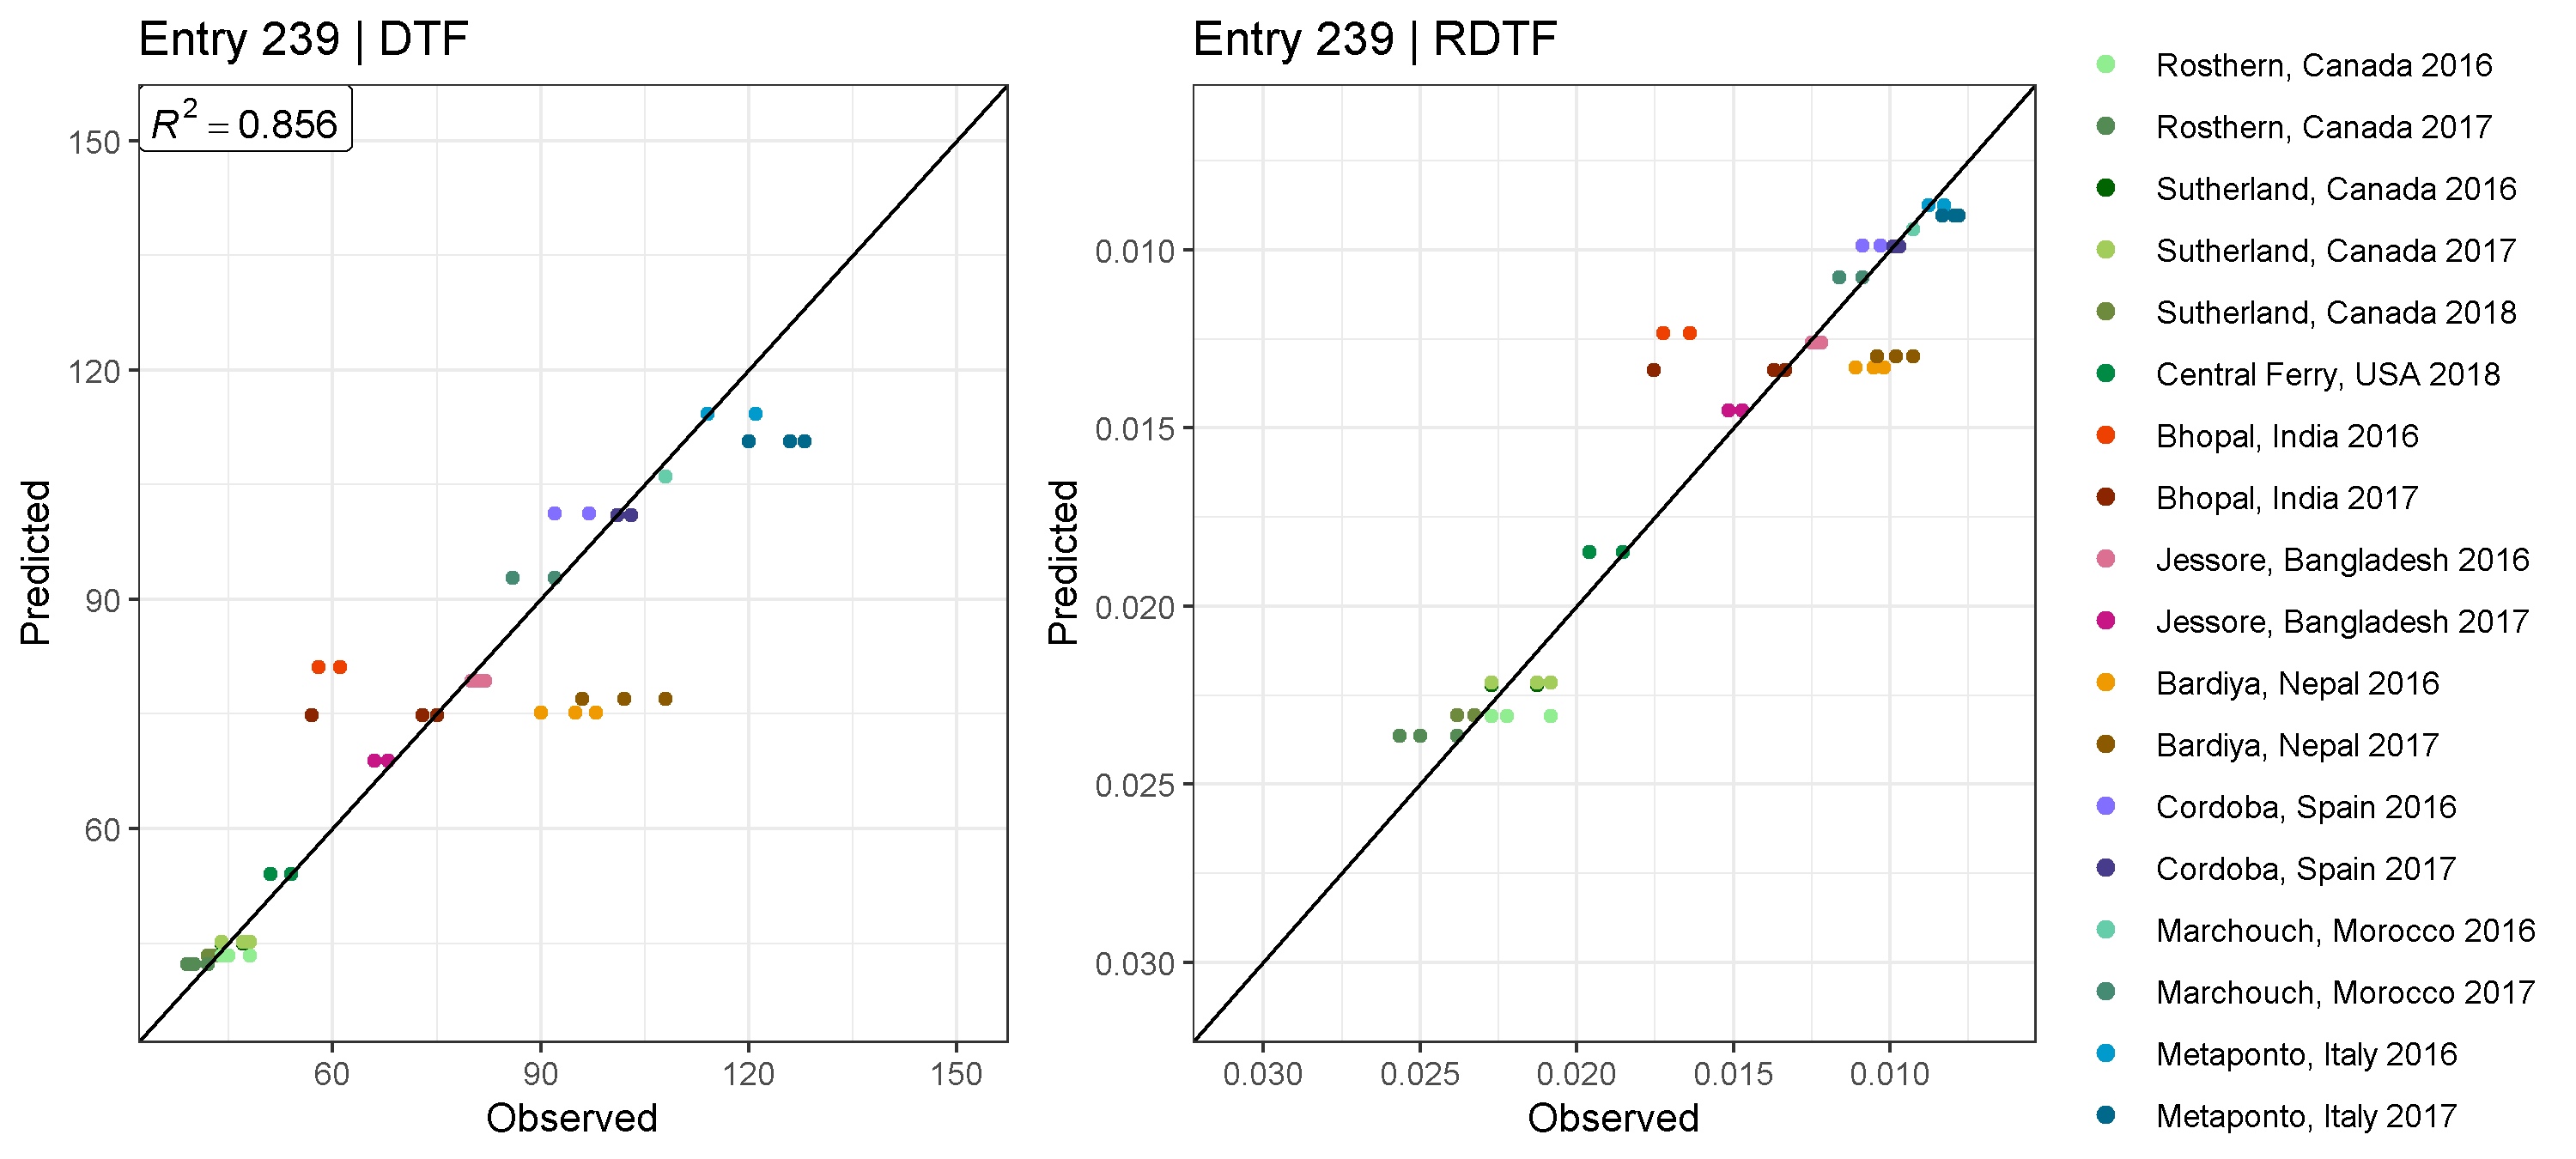 Entry 239 | DTF
R² = 0.856
150
120
90
60
Predicted
60 90 120 150
Observed
Entry 239 | RDTF
0.010
0.015
0.020
0.025
0.030
Predicted
0.030 0.025 0.020 0.015 0.010
Observed
Rosthern, Canada 2016
Rosthern, Canada 2017
Sutherland, Canada 2016
Sutherland, Canada 2017
Sutherland, Canada 2018
Central Ferry, USA 2018
Bhopal, India 2016
Bhopal, India 2017
Jessore, Bangladesh 2016
Jessore, Bangladesh 2017
Bardiya, Nepal 2016
Bardiya, Nepal 2017
Cordoba, Spain 2016
Cordoba, Spain 2017
Marchouch, Morocco 2016
Marchouch, Morocco 2017
Metaponto, Italy 2016
Metaponto, Italy 2017